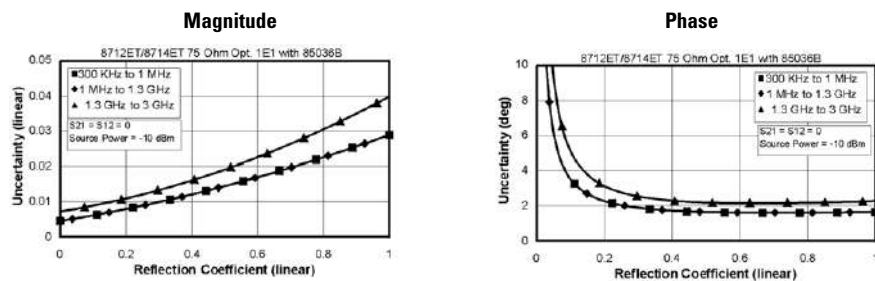 Magnitude
8712ET/8714ET 75 Ohm Opt. 1E1 with 85036B
Uncertainty (linear)
0.05
0.04
0.03
0.02
0.01
0
300 KHz to 1 MHz
1 MHz to 1.3 GHz
1.3 GHz to 3 GHz
S21 = S12 = 0
Source Power = -10 dBm
0 0.2 0.4 0.6 0.8 1
Reflection Coefficient (linear)
Phase
8712ET/8714ET 75 Ohm Opt. 1E1 with 85036B
Uncertainty (deg)
10
8
6
4
2
0
300 KHz to 1 MHz
1 MHz to 1.3 GHz
1.3 GHz to 3 GHz
S21 = S12 = 0
Source Power = -10 dBm
0 0.2 0.4 0.6 0.8 1
Reflection Coefficient (linear)